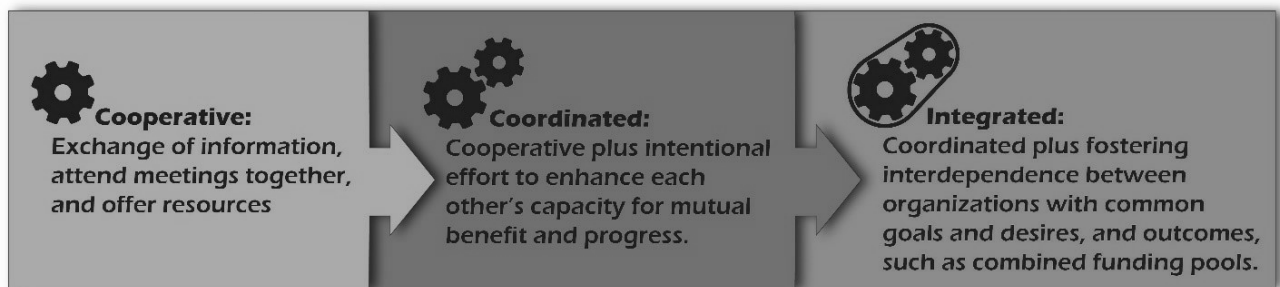 Cooperative:
Exchange of information,
attend meetings together,
and offer resources
Coordinated:
Cooperative plus intentional
effort to enhance each
other's capacity for mutual
benefit and progress.
Integrated:
Coordinated plus fostering
interdependence between
organizations with common
goals and desires, and outcomes,
such as combined funding pools.